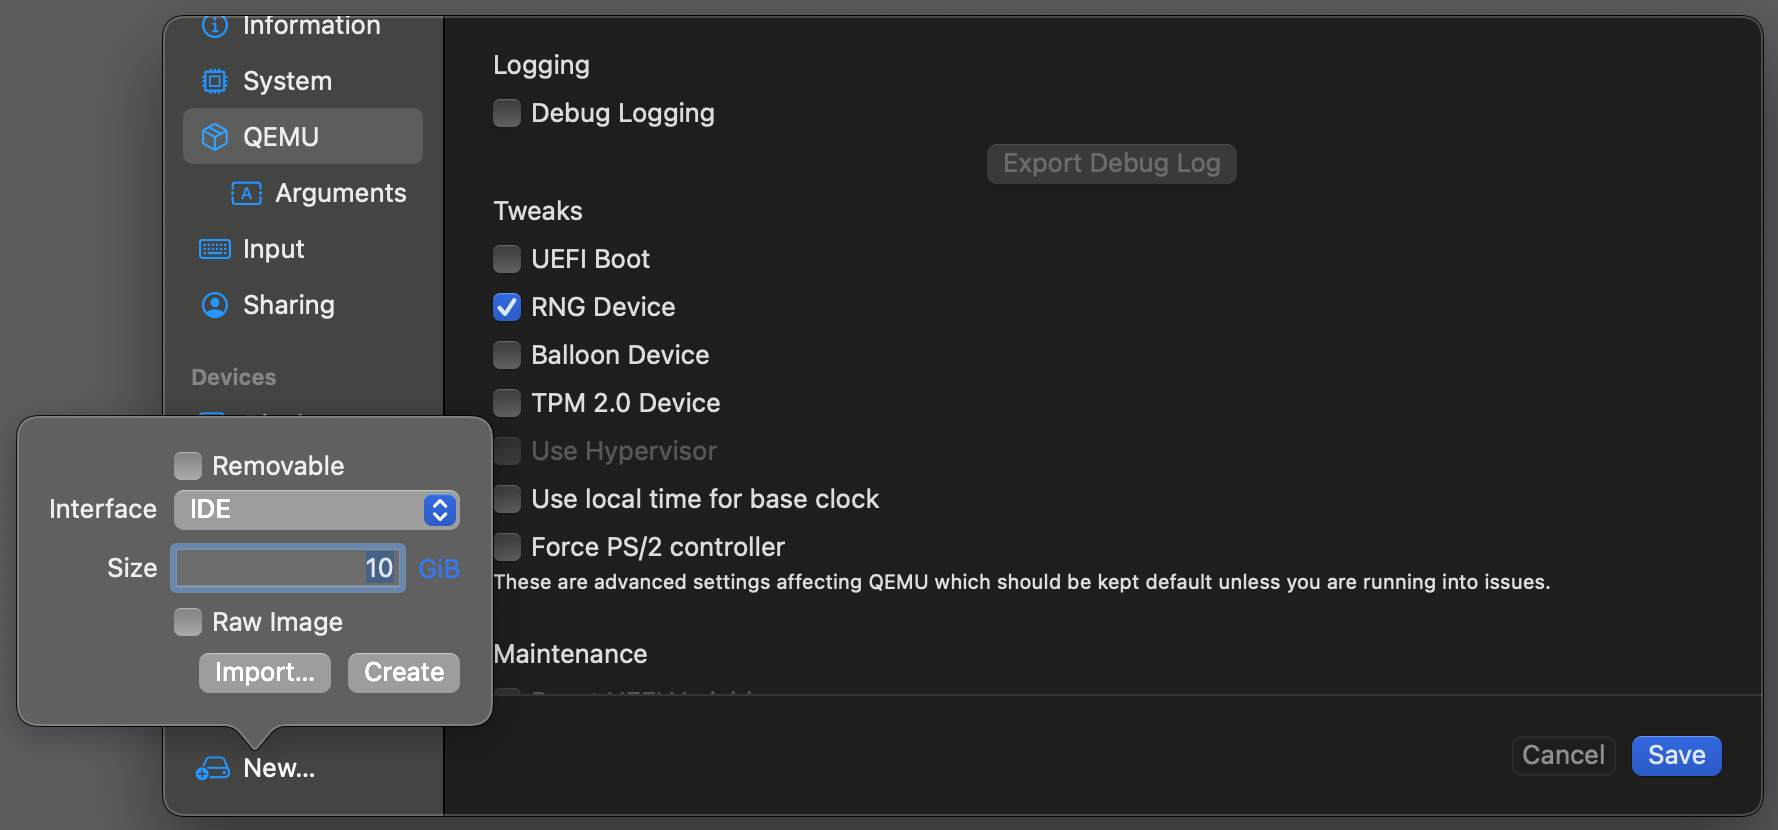 Information
System
QEMU
Arguments
Input
Sharing
Devices
Removable
Interface IDE
Size 10 GiB
Raw Image
Import... Create
New...
Logging
Debug Logging
Export Debug Log
Tweaks
UEFI Boot
RNG Device
Balloon Device
TPM 2.0 Device
Use Hypervisor
Use local time for base clock
Force PS/2 controller
These are advanced settings affecting QEMU which should be kept default unless you are running into issues.
Maintenance
Cancel Save